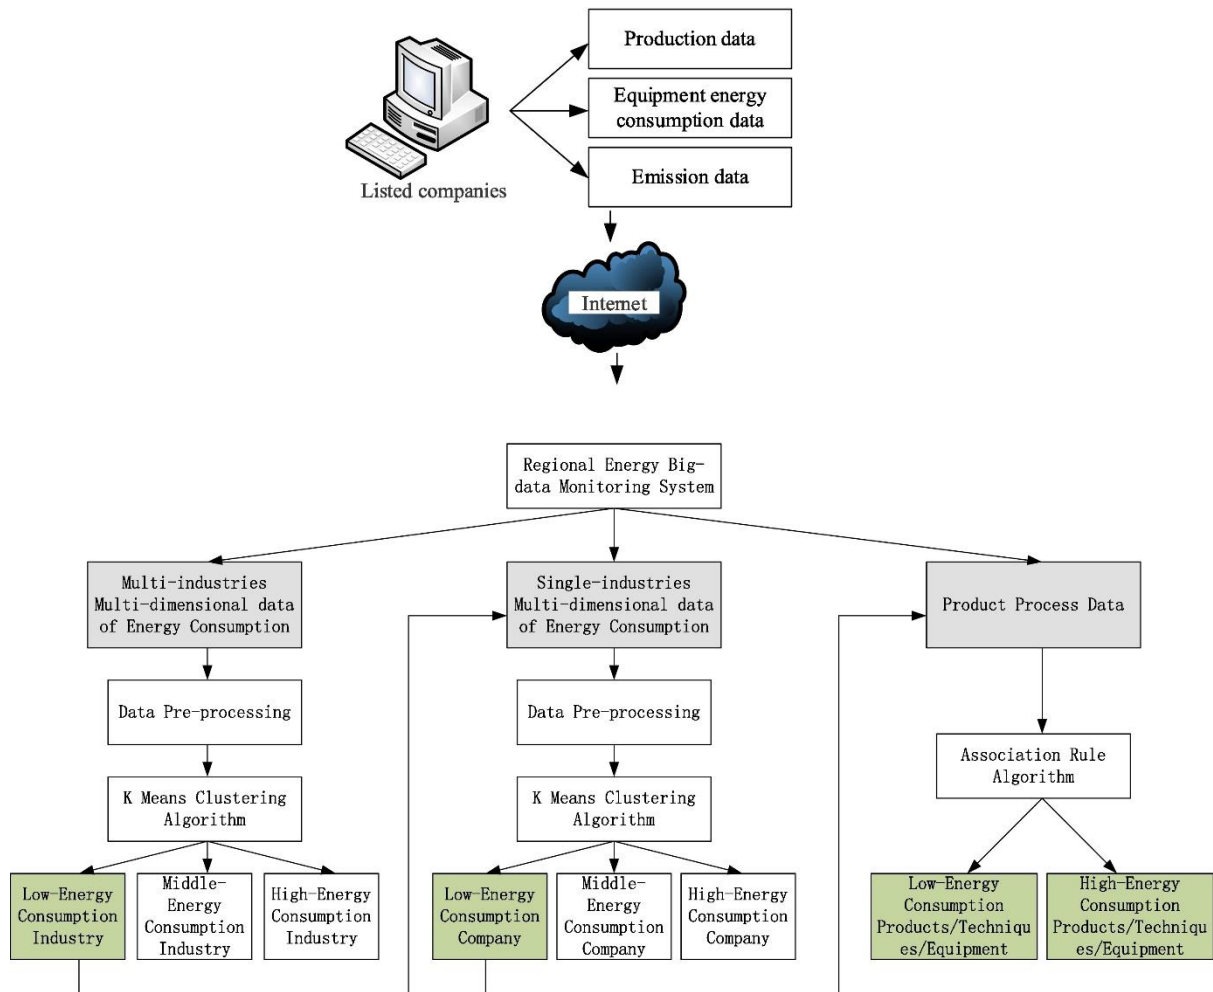 Production data
Equipment energy
consumption data
Emission data
Listed companies
Internet
Regional Energy Big-
data Monitoring System
Multi-industries
Multi-dimensional data
of Energy Consumption
Single-industries
Multi-dimensional data
of Energy Consumption
Product Process Data
Data Pre-processing
Data Pre-processing
Association Rule
Algorithm
K Means Clustering
Algorithm
K Means Clustering
Algorithm
Low-Energy
Consumption
Industry
Middle-
Energy
Consumption
Industry
High-Energy
Consumption
Industry
Low-Energy
Consumption
Company
Middle-
Energy
Consumption
Company
High-Energy
Consumption
Company
Low-Energy
Consumption
Products/Techniqu
es/Equipment
High-Energy
Consumption
Products/Techniqu
es/Equipment